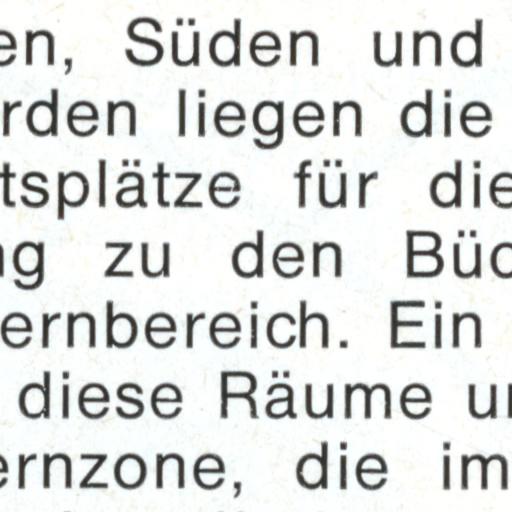 en, Süden und
rden liegen die
tsplätze für die
ng zu den Büc
ernbereich. Ein
diese Räume un
ernzone, die im